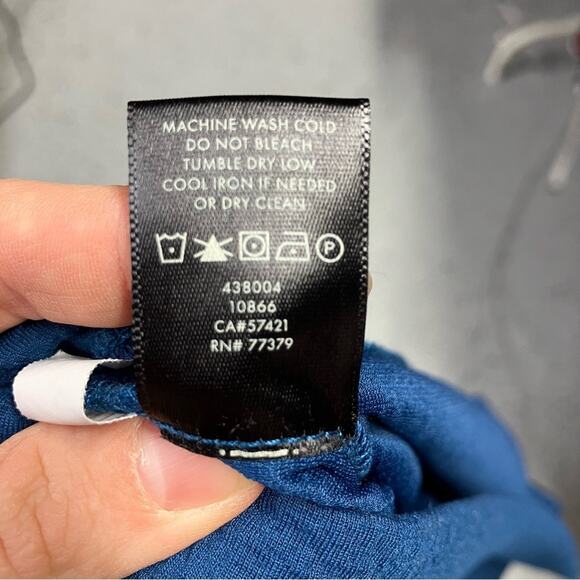 MACHINE WASH COLD
DO NOT BLEACH
TUMBLE DRY LOW
COOL IRON IF NEEDED
OR DRY CLEAN
P
438004
10866
CA#57421
RN# 77379